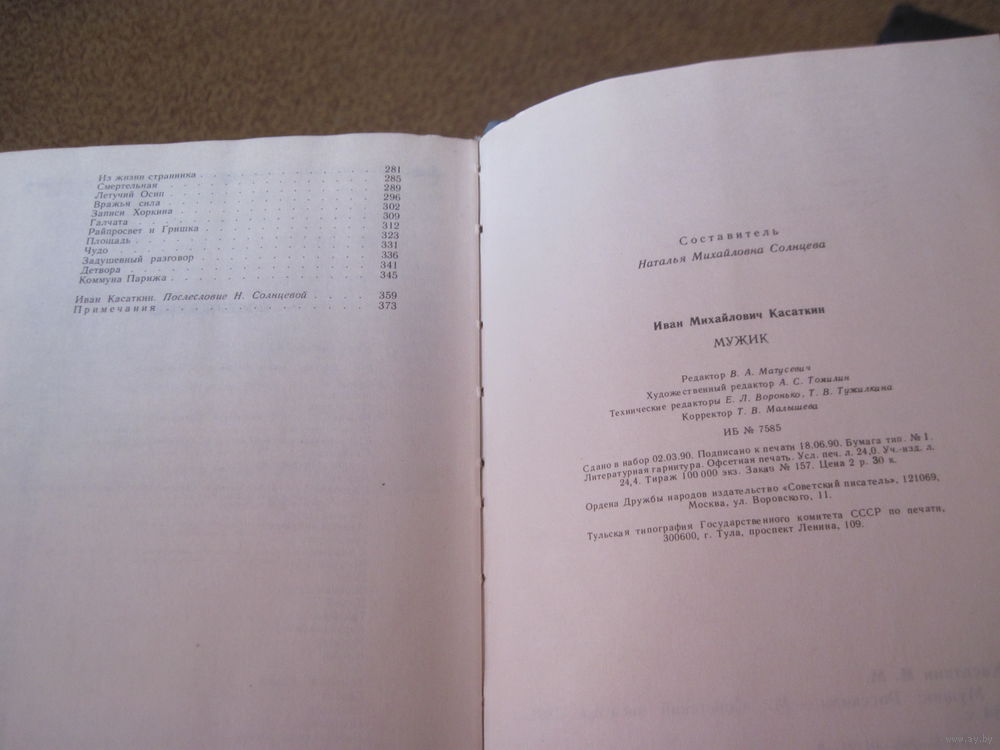 Из жизни странника 281
Смертельная 285
Летучий Осип 289
Вражья сила 296
Записи Хоркина 302
Галчата 309
Райпросвет и Гришка 312
Площадь 323
Чудо 331
Задушевный разговор 336
Детвора 341
Коммуна Парижа 345
Иван Касаткин. Послесловие Н. Солнцевой 359
Примечания 373
Составитель
Наталья Михайловна Солнцева
Иван Михайлович Касаткин
МУЖИК
Редактор В. А. Матусевич
Художественный редактор А. С. Томилин
Технические редакторы Е. Л. Воронько, Т. В. Тужилкина
Корректор Т. В. Малышева
ИБ № 7585
Сдано в набор 02.03.90. Подписано к печати 18.06.90. Бумага тип. № 1.
Литературная гарнитура. Офсетная печать. Усл. печ. л. 24,0. Уч.-изд. л.
24,4. Тираж 100 000 экз. Заказ № 157. Цена 2 р. 30 к.
Ордена Дружбы народов издательство «Советский писатель», 121069,
Москва, ул. Воровского, 11.
Тульская типография Государственного комитета СССР по печати,
300600, г. Тула, проспект Ленина, 109.
www.ay.by